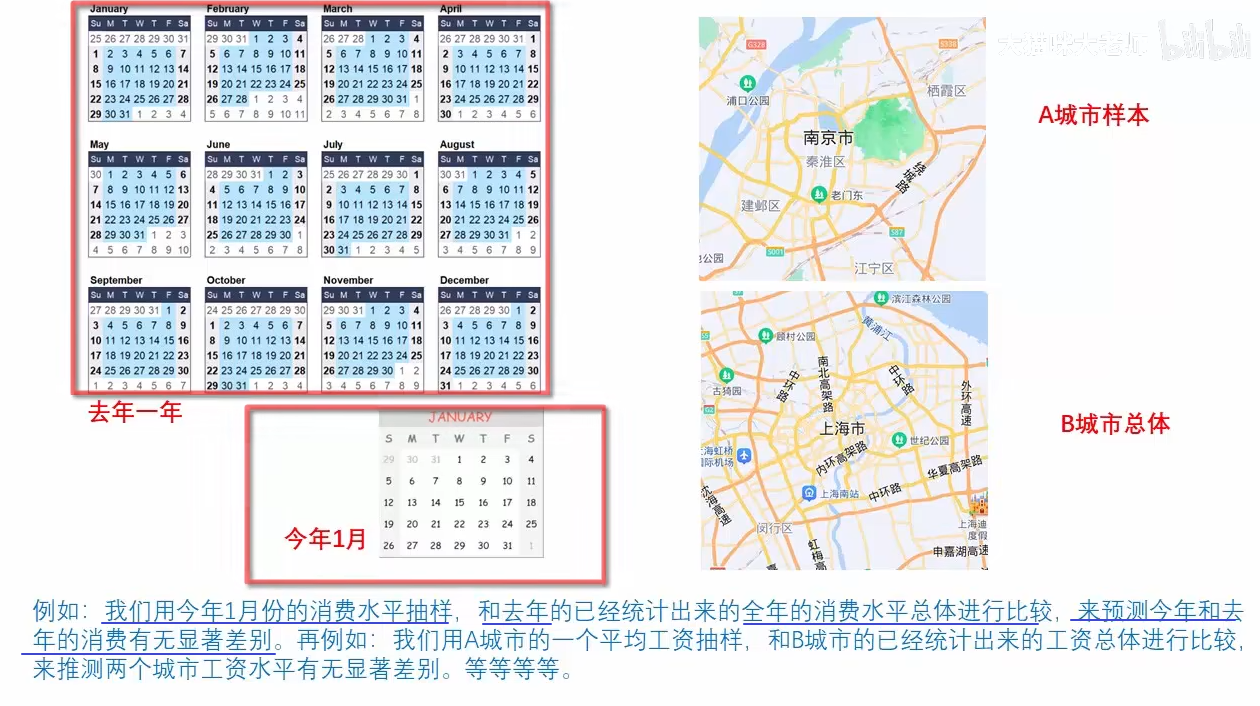 January February March April
Su M T W T F Sa Su M T W T F Sa Su M T W T F Sa Su M T W T F Sa
25 26 27 28 29 30 31 29 30 31 1 2 3 4 26 27 28 1 2 3 4 26 27 28 29 30 31 1
1 2 3 4 5 6 7 5 6 7 8 9 10 11 5 6 7 8 9 10 11 2 3 4 5 6 7 8
8 9 10 11 12 13 14 12 13 14 15 16 17 18 12 13 14 15 16 17 18 9 10 11 12 13 14 15
15 16 17 18 19 20 21 19 20 21 22 23 24 25 19 20 21 22 23 24 25 16 17 18 19 20 21 22
22 23 24 25 26 27 28 26 27 28 1 2 3 4 26 27 28 29 30 31 1 23 24 25 26 27 28 29
29 30 31 1 2 3 4 5 6 7 8 9 10 11 2 3 4 5 6 7 8 30 1 2 3 4 5 6
May June July August
Su M T W T F Sa Su M T W T F Sa Su M T W T F Sa Su M T W T F Sa
30 1 2 3 4 5 6 28 29 30 31 1 2 3 25 26 27 28 29 30 1 30 31 1 2 3 4 5
7 8 9 10 11 12 13 4 5 6 7 8 9 10 2 3 4 5 6 7 8 6 7 8 9 10 11 12
14 15 16 17 18 19 20 11 12 13 14 15 16 17 9 10 11 12 13 14 15 13 14 15 16 17 18 19
21 22 23 24 25 26 27 18 19 20 21 22 23 24 16 17 18 19 20 21 22 20 21 22 23 24 25 26
28 29 30 31 1 2 3 25 26 27 28 29 30 1 23 24 25 26 27 28 29 27 28 29 30 31 1 2
4 5 6 7 8 9 10 2 3 4 5 6 7 8 30 31 1 2 3 4 5 3 4 5 6 7 8 9
September October November December
Su M T W T F Sa Su M T W T F Sa Su M T W T F Sa Su M T W T F Sa
27 28 29 30 31 1 2 24 25 26 27 28 29 30 29 30 31 1 2 3 4 26 27 28 29 30 1 2
3 4 5 6 7 8 9 1 2 3 4 5 6 7 5 6 7 8 9 10 11 3 4 5 6 7 8 9
10 11 12 13 14 15 16 8 9 10 11 12 13 14 12 13 14 15 16 17 18 10 11 12 13 14 15 16
17 18 19 20 21 22 23 15 16 17 18 19 20 21 19 20 21 22 23 24 25 17 18 19 20 21 22 23
24 25 26 27 28 29 30 22 23 24 25 26 27 28 26 27 28 29 30 1 2 24 25 26 27 28 29 30
1 2 3 4 5 6 7 29 30 31 1 2 3 4 3 4 5 6 7 8 9 31 1 2 3 4 5 6
去年一年
JANUARY
S M T W T F S
29 30 31 1 2 3 4
5 6 7 8 9 10 11
12 13 14 15 16 17 18
19 20 21 22 23 24 25
26 27 28 29 30 31 1
今年1月
bilibili
G328
S338
浦口公园
栖霞区
南京市
秦淮区
绕城路
老门东
建邺区
S87
S001
江宁区
A城市样本
滨江森林公园
黄浦江
顾村公园
南北高架路
中环路
中环路
外环高速
古猗园
G2
上海市
世纪公园
内环高架路
华夏高架路
上海南站
中环路
沈海高速
闵行区
虹梅高
申嘉湖高速
B城市总体
例如：我们用今年1月份的消费水平抽样，和去年的已经统计出来的全年的消费水平总体进行比较，来预测今年和去
年的消费有无显著差别。再例如：我们用A城市的一个平均工资抽样，和B城市的已经统计出来的工资总体进行比较，
来推测两个城市工资水平有无显著差别。等等等等。